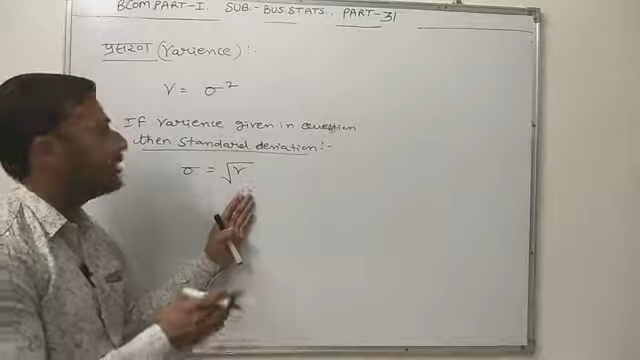 BCOM PART-I. SUB.- BUS. STATS.. PART-31
प्रसरण (Varience) :-
V = σ²
If varience given in question
then standard deviation :-
σ = √v